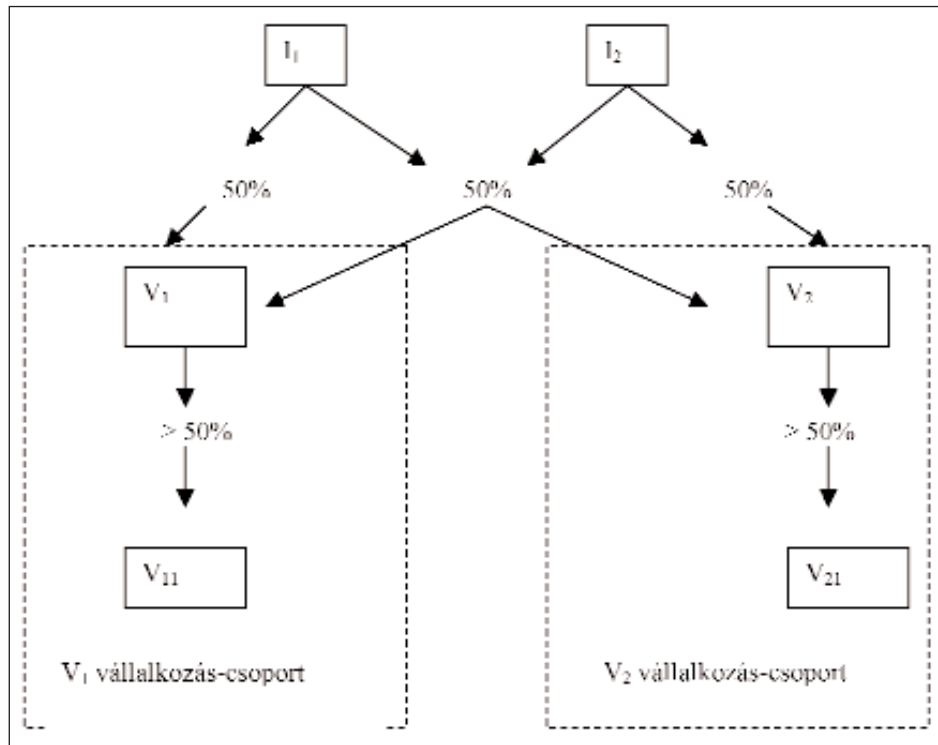 I₁ I₂
50% 50% 50%
V₁ V₂
> 50% > 50%
V₁₁ V₂₁
V₁ vállalkozás-csoport V₂ vállalkozás-csoport